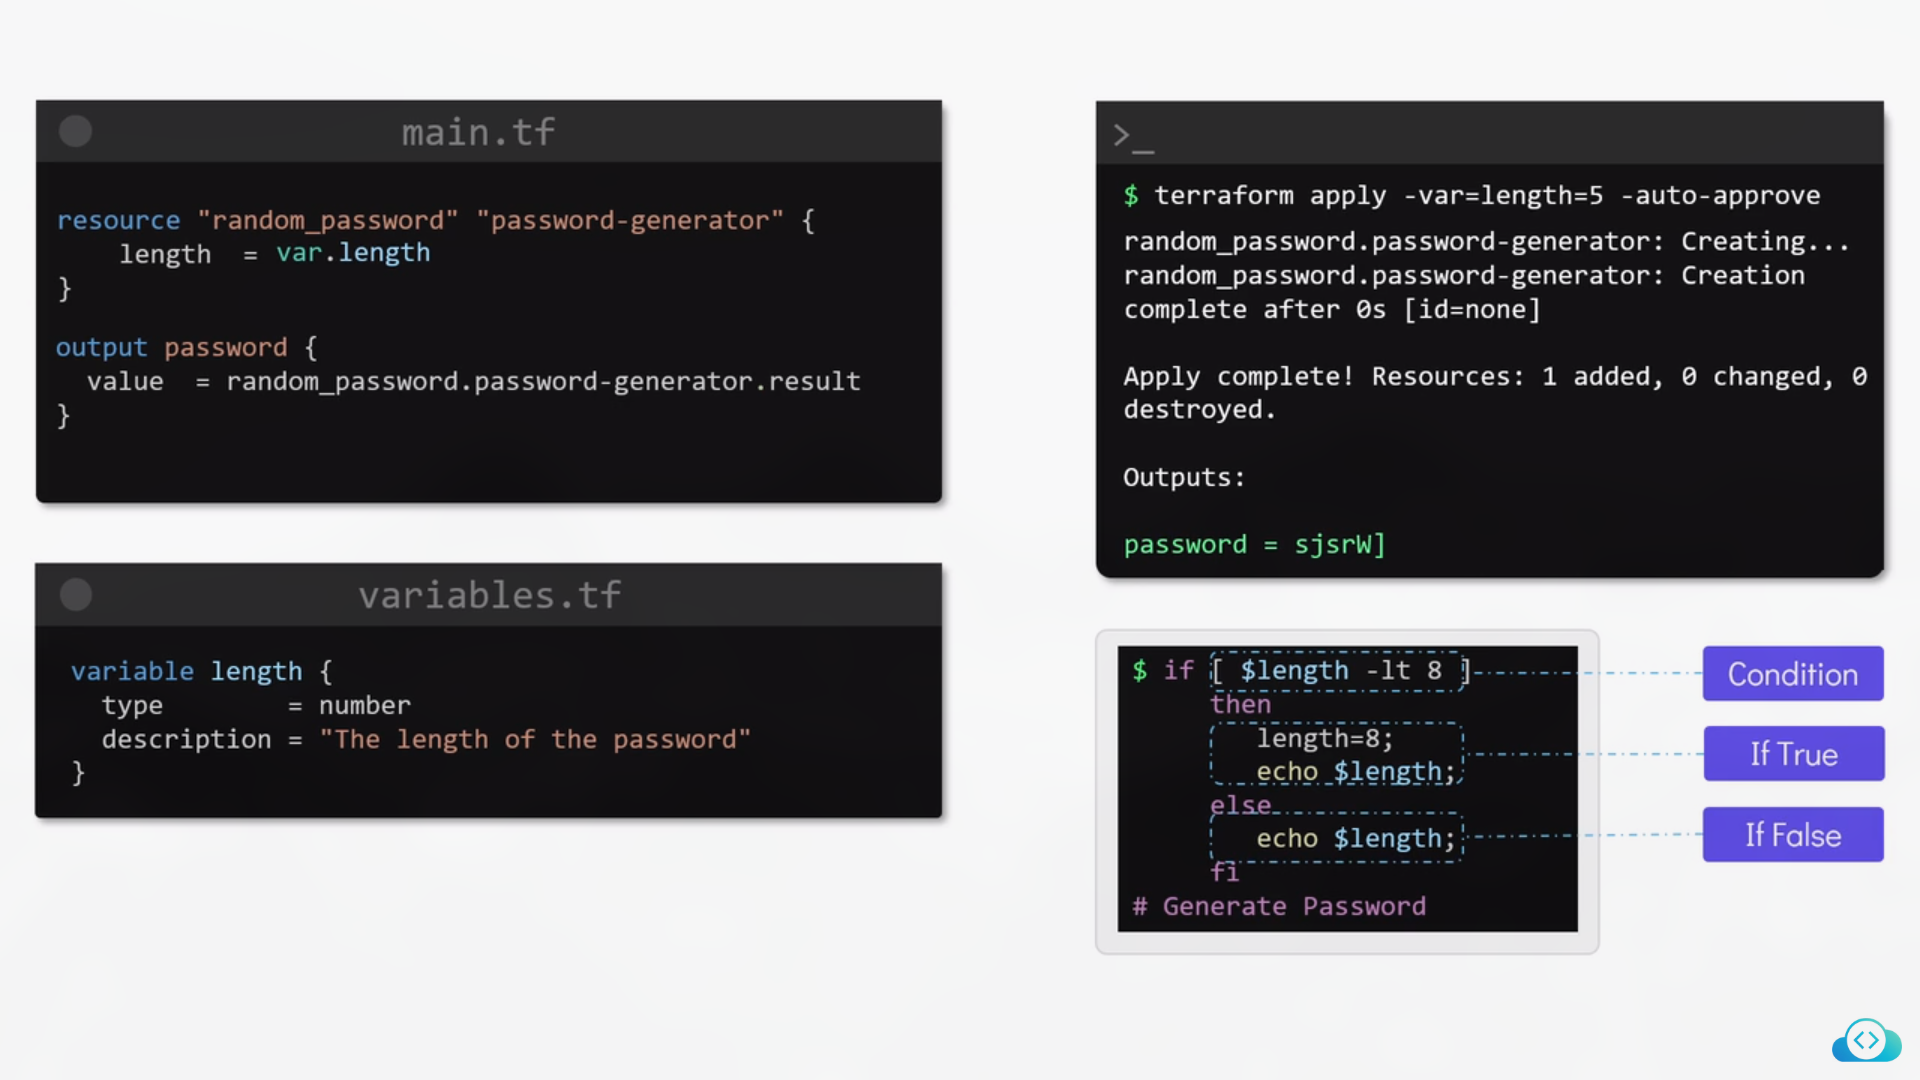 main.tf
resource "random_password" "password-generator" {
    length  = var.length
}
output password {
  value  = random_password.password-generator.result
}
variables.tf
variable length {
  type        = number
  description = "The length of the password"
}
>_
$ terraform apply -var=length=5 -auto-approve
random_password.password-generator: Creating...
random_password.password-generator: Creation
complete after 0s [id=none]
Apply complete! Resources: 1 added, 0 changed, 0
destroyed.
Outputs:
password = sjsrW]
$ if [ $length -lt 8 ]
then
length=8;
echo $length;
else
echo $length;
fi
# Generate Password
Condition
If True
If False